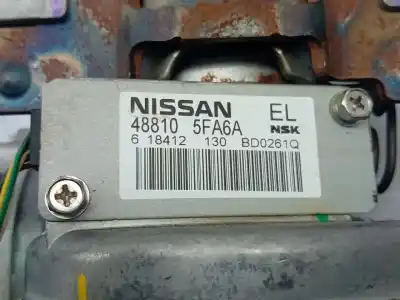 NISSAN EL
48810 5FA6A NSK
6 18412 130 BD0261Q